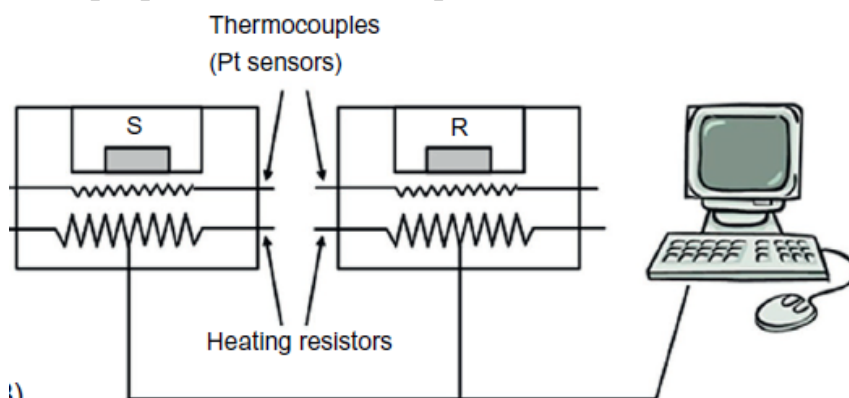 Thermocouples
(Pt sensors)
S
R
Heating resistors